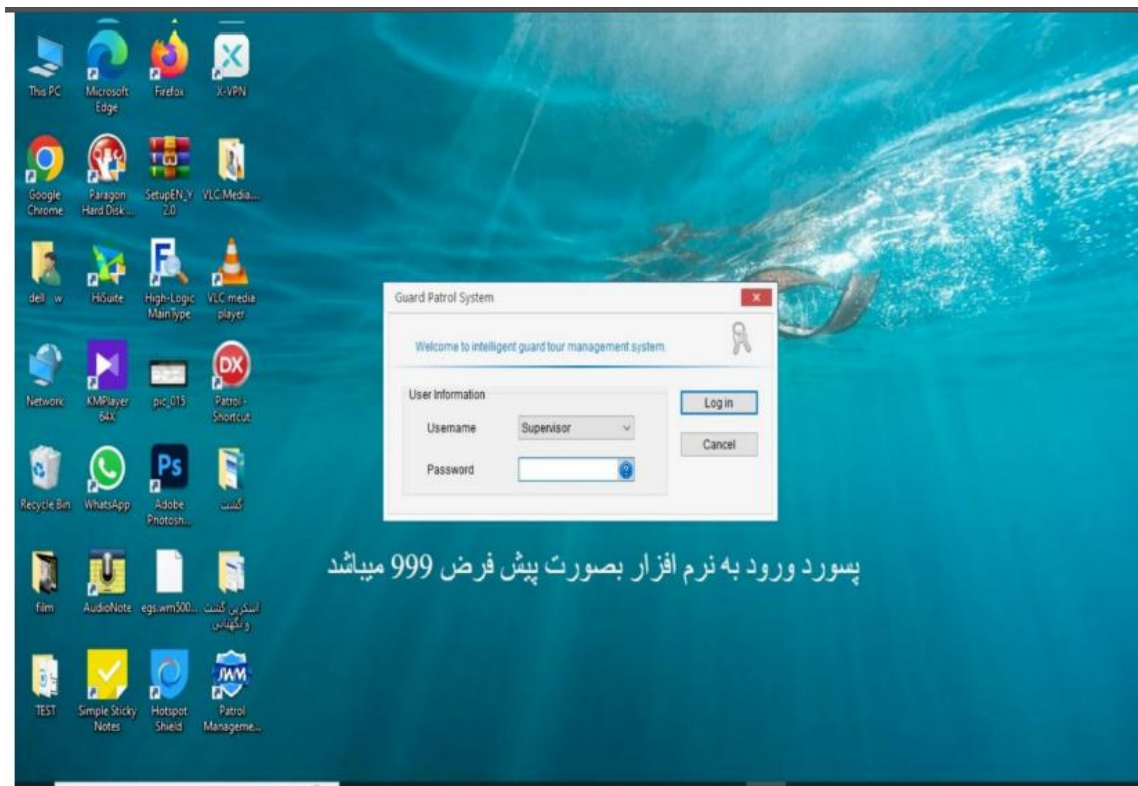 This PC
Microsoft
Edge
Firefox
X-VPN
Google
Chrome
Paragon
Hard Disk ...
SetupEN_Y
2.0
VLC.Media...
dell w
HiSuite
High-Logic
MainType
VLC media
player
Network
KMPlayer
64X
pic_015
DX
Patrol -
Shortcut
Recycle Bin
WhatsApp
Ps
Adobe
Photosh...
گشت
film
AudioNote
egs.wm500...
اسکرین گشت
و نگهبانی
TEST
Simple Sticky
Notes
Hotspot
Shield
JWM
Patrol
Manageme...
Guard Patrol System
Welcome to intelligent guard tour management system.
User Information
Username
Supervisor
Password
Log in
Cancel
پسورد ورود به نرم افزار بصورت پیش فرض 999 میباشد